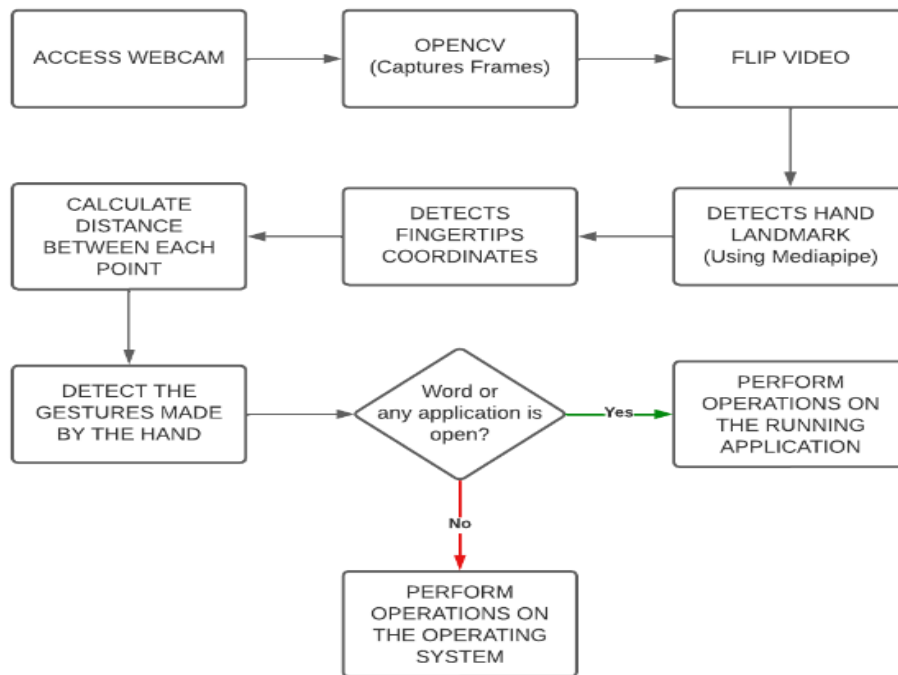 ACCESS WEBCAM
OPENCV
(Captures Frames)
FLIP VIDEO
DETECTS HAND
LANDMARK
(Using Mediapipe)
DETECTS
FINGERTIPS
COORDINATES
CALCULATE
DISTANCE
BETWEEN EACH
POINT
DETECT THE
GESTURES MADE
BY THE HAND
Word or
any application is
open?
Yes
PERFORM
OPERATIONS ON
THE RUNNING
APPLICATION
No
PERFORM
OPERATIONS ON
THE OPERATING
SYSTEM